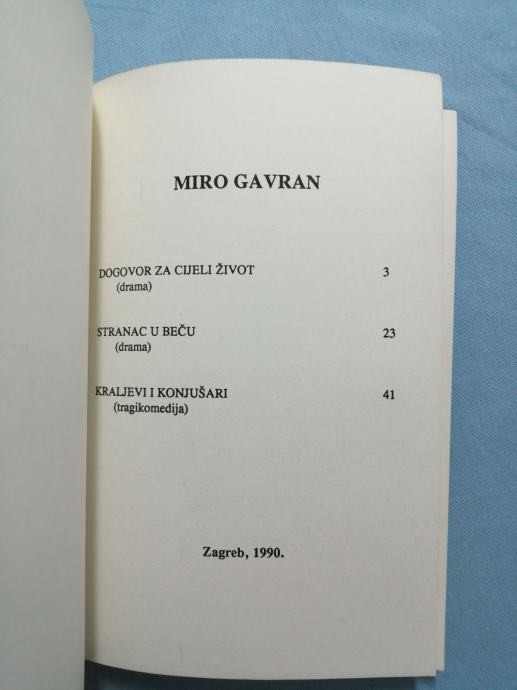 MIRO GAVRAN
DOGOVOR ZA CIJELI ŽIVOT 3
(drama)
STRANAC U BEČU 23
(drama)
KRALJEVI I KONJUŠARI 41
(tragikomedija)
Zagreb, 1990.